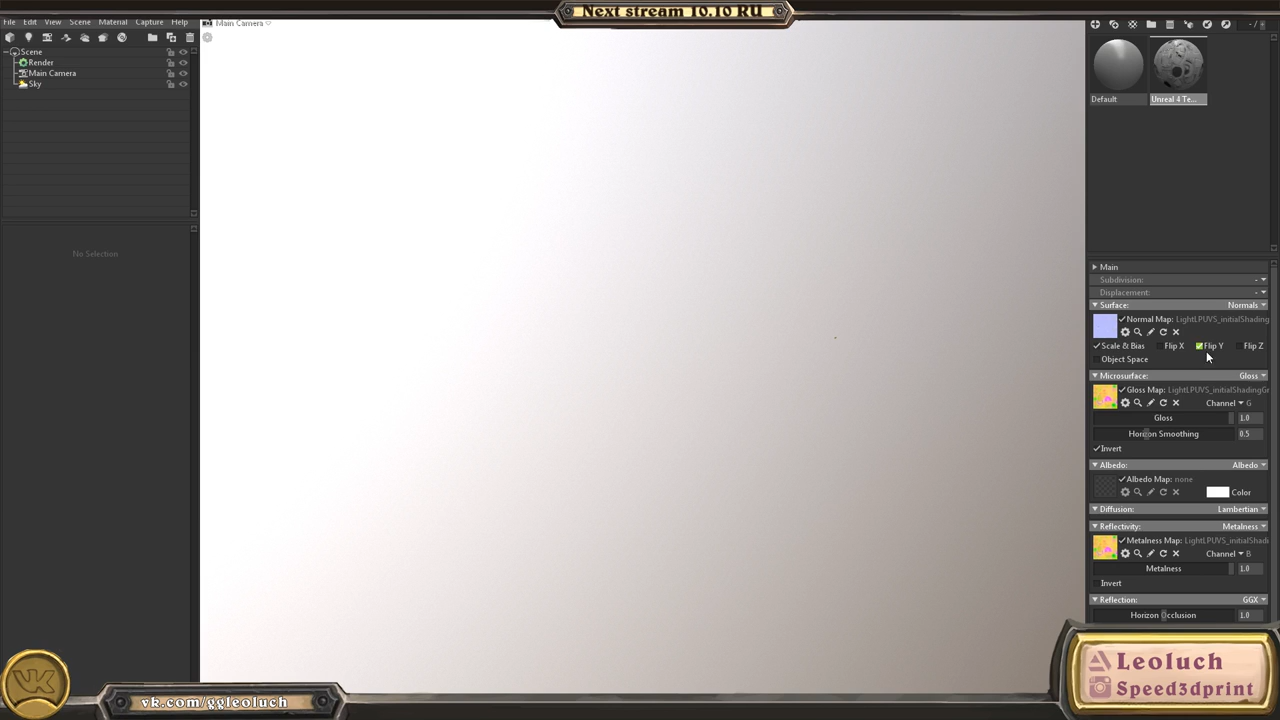 Next stream 10.10 RU
File Edit View Scene Material Capture Help
Main Camera
Scene
Render
Main Camera
Sky
No Selection
Default
Unreal 4 Te...
Main
Subdivision: -
Displacement: -
Surface: Normals
Normal Map: LightLPUVS_initialShading
Scale & Bias Flip X Flip Y Flip Z
Object Space
Microsurface: Gloss
Gloss Map: LightLPUVS_initialShadingGr
Channel G
Gloss 1.0
Horizon Smoothing 0.5
Invert
Albedo: Albedo
Albedo Map: none
Color
Diffusion: Lambertian
Reflectivity: Metalness
Metalness Map: LightLPUVS_initialShadi
Channel B
Metalness 1.0
Invert
Reflection: GGX
Horizon Occlusion 1.0
Leoluch
Speed3dprint
vk.com/ggleoluch